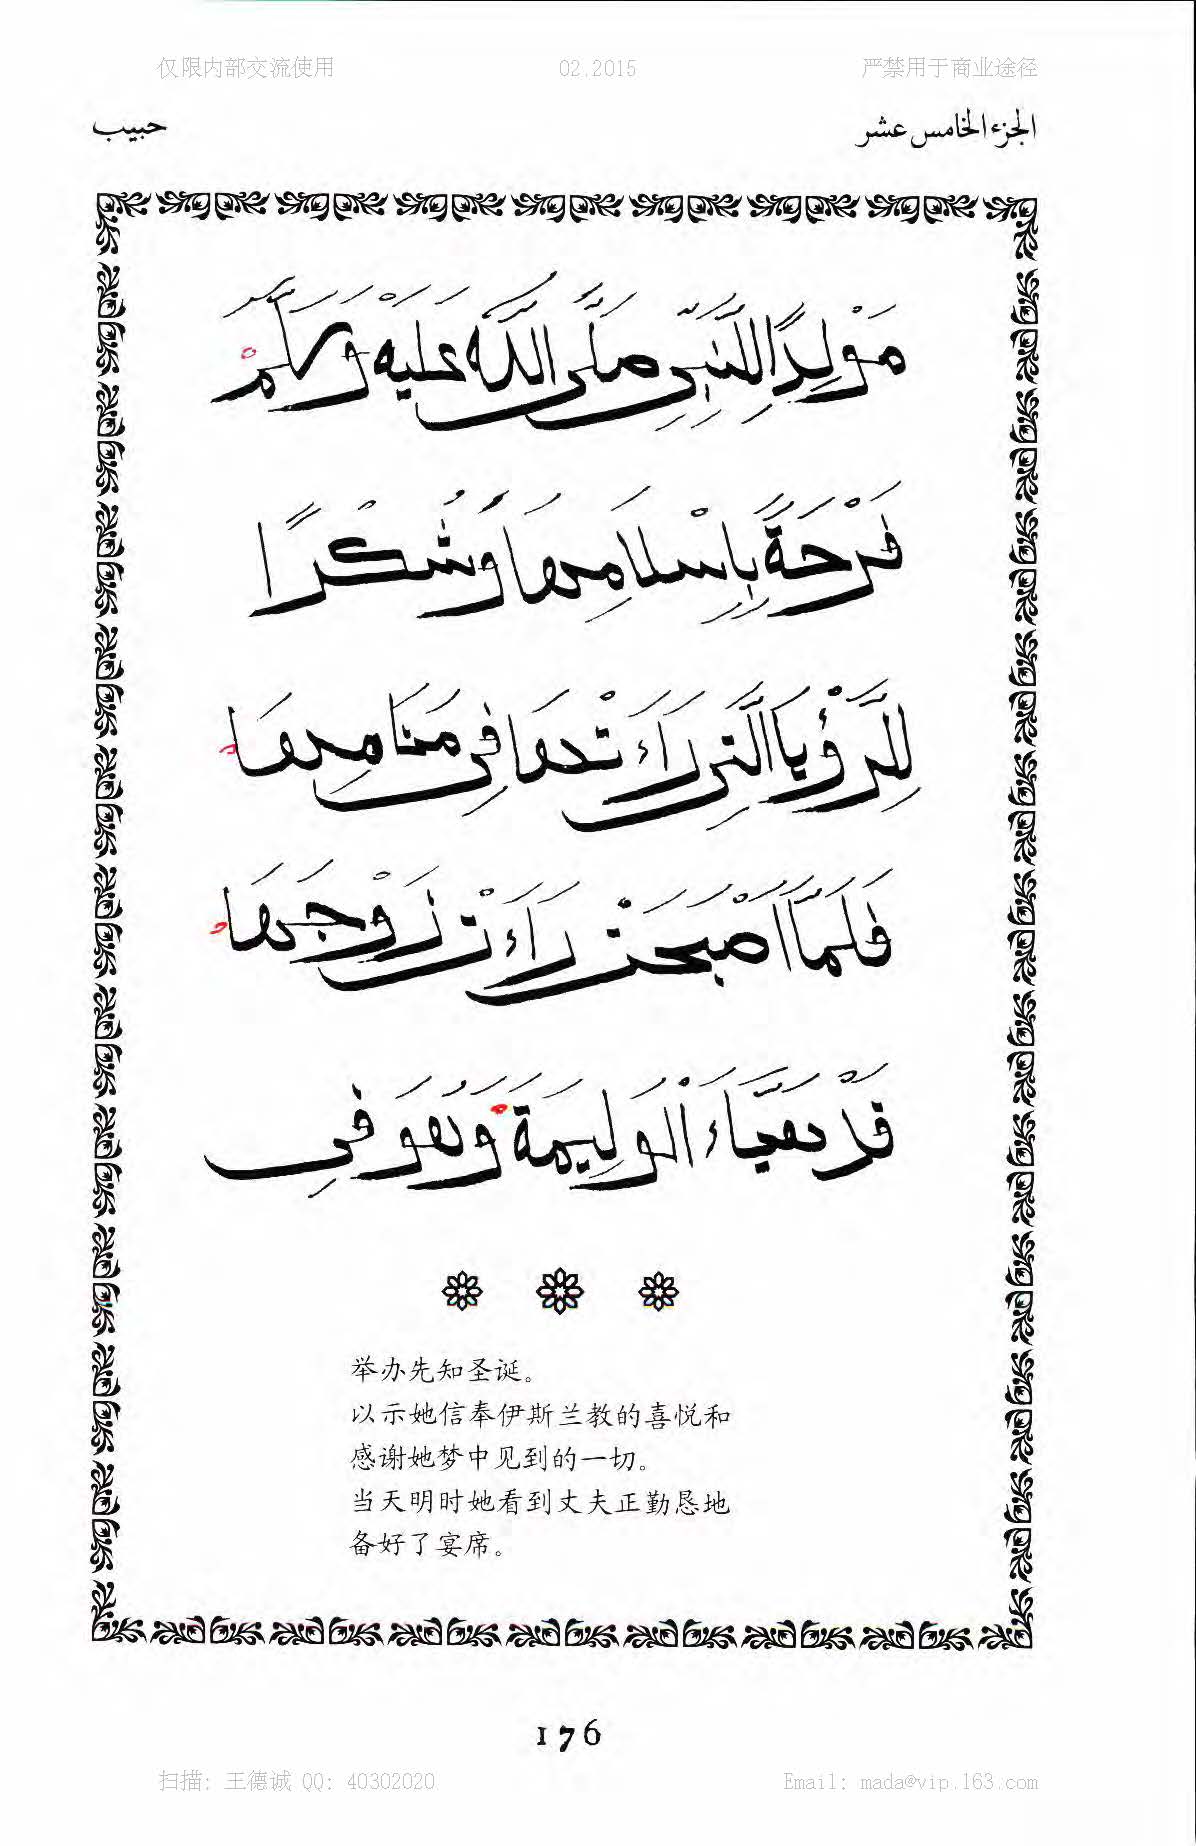 仅限内部交流使用 02.2015 严禁用于商业途径
الجزء الخامس عشر حبيب
مَوْلِدًا لِلنَّبِيِّ صَلَّى اللَّهُ عَلَيْهِ وَسَلَّمَ
فَرْحَةً بِإِسْلَامِهَا وَشُكْرًا
لِلرُّؤْيَا الَّتِي رَاَءَتْهَا فِي مَنَامِهَا
فَلَمَّا اَصْبَحَتْ رَاَءَتْ زَوْجَهَا
قَدْ هَيَّاءَ الْوَلِيمَةَ وَهُوَ فِي
举办先知圣诞。
以示她信奉伊斯兰教的喜悦和
感谢她梦中见到的一切。
当天明时她看到丈夫正勤恳地
备好了宴席。
176
扫描: 王德诚 QQ: 40302020 Email: mada@vip.163.com